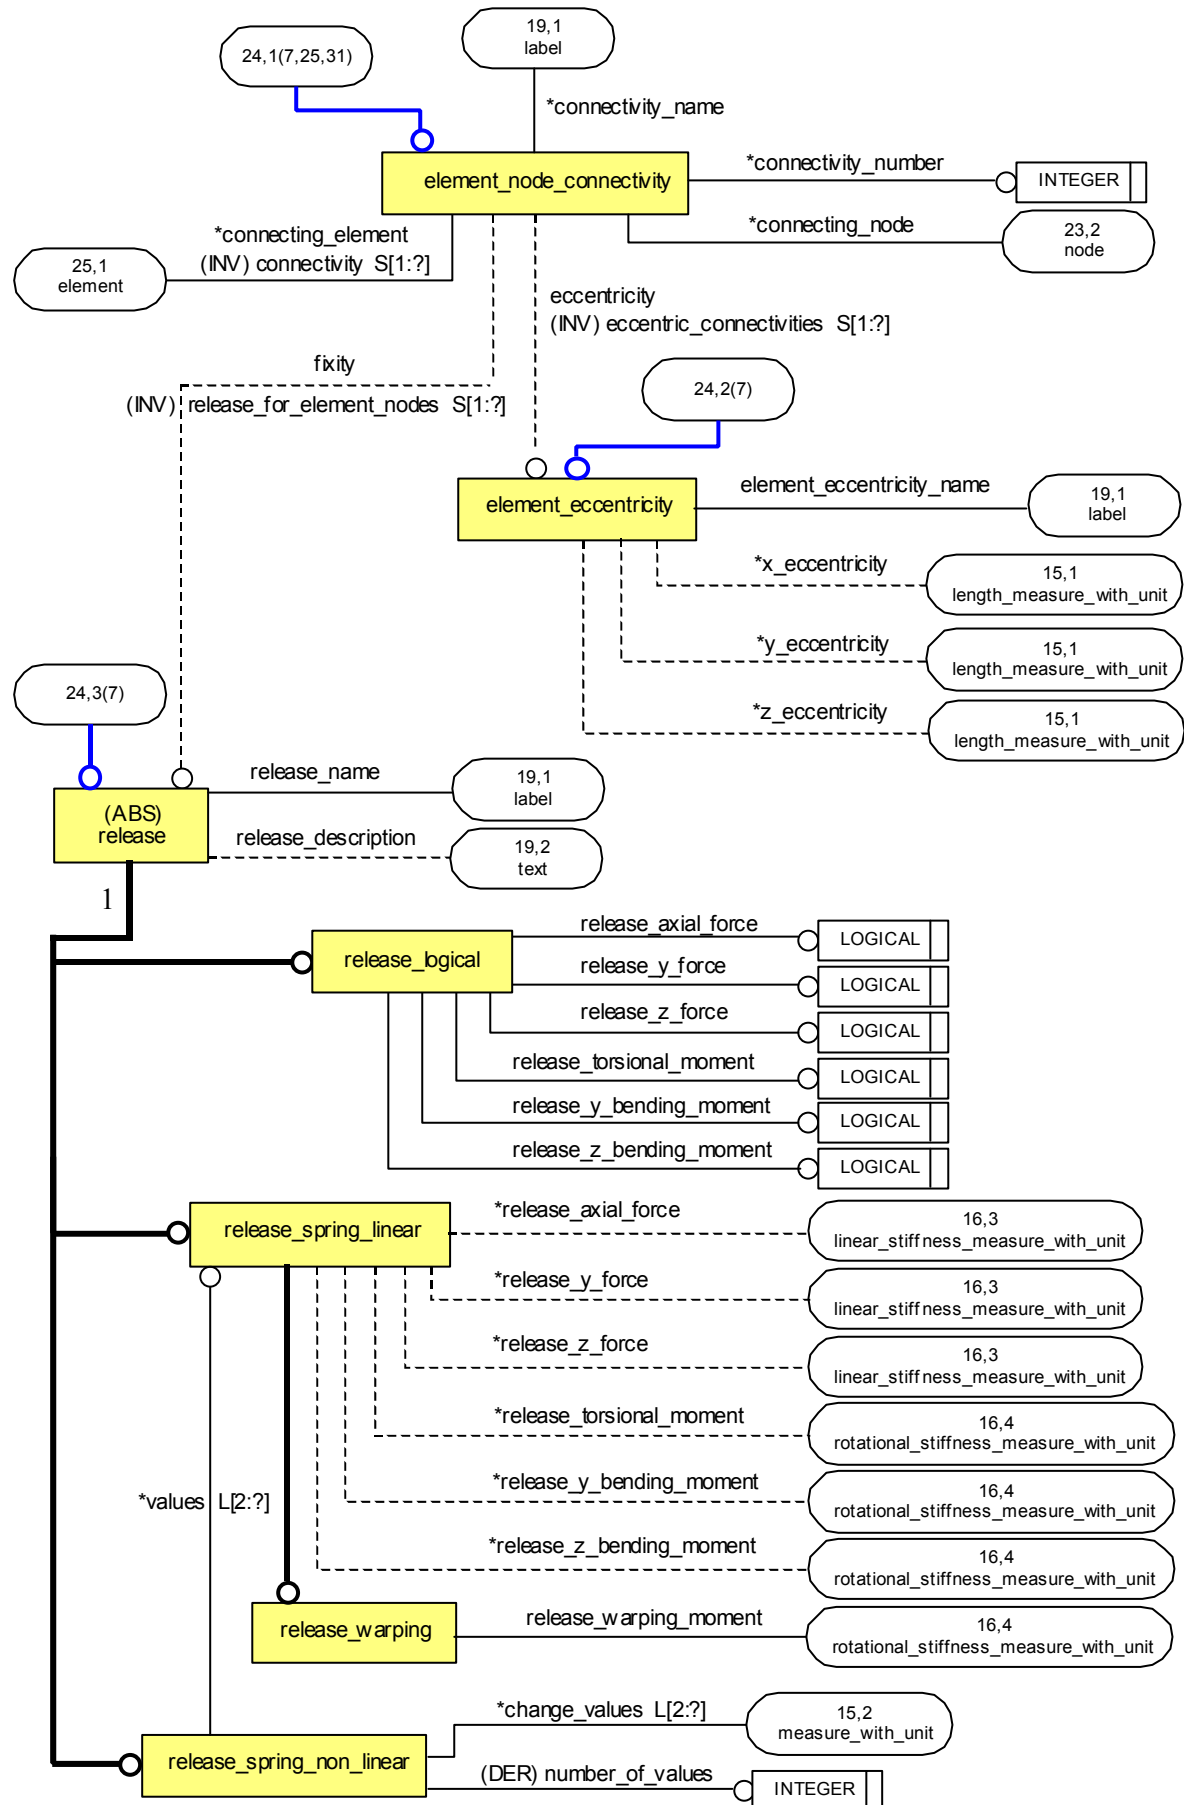 19,1
label
24,1(7,25,31)
*connectivity_name
element_node_connectivity
*connectivity_number
INTEGER
*connecting_node
23,2
node
*connecting_element
(INV) connectivity S[1:?]
25,1
element
eccentricity
(INV) eccentric_connectivities S[1:?]
fixity
(INV) release_for_element_nodes S[1:?]
24,2(7)
element_eccentricity
element_eccentricity_name
19,1
label
*x_eccentricity
15,1
length_measure_with_unit
*y_eccentricity
15,1
length_measure_with_unit
*z_eccentricity
15,1
length_measure_with_unit
24,3(7)
(ABS)
release
release_name
19,1
label
release_description
19,2
text
1
release_logical
release_axial_force
LOGICAL
release_y_force
LOGICAL
release_z_force
LOGICAL
release_torsional_moment
LOGICAL
release_y_bending_moment
LOGICAL
release_z_bending_moment
LOGICAL
release_spring_linear
*release_axial_force
16,3
linear_stiffness_measure_with_unit
*release_y_force
16,3
linear_stiffness_measure_with_unit
*release_z_force
16,3
linear_stiffness_measure_with_unit
*release_torsional_moment
16,4
rotational_stiffness_measure_with_unit
*release_y_bending_moment
16,4
rotational_stiffness_measure_with_unit
*release_z_bending_moment
16,4
rotational_stiffness_measure_with_unit
*values L[2:?]
release_warping
release_warping_moment
16,4
rotational_stiffness_measure_with_unit
release_spring_non_linear
*change_values L[2:?]
15,2
measure_with_unit
(DER) number_of_values
INTEGER